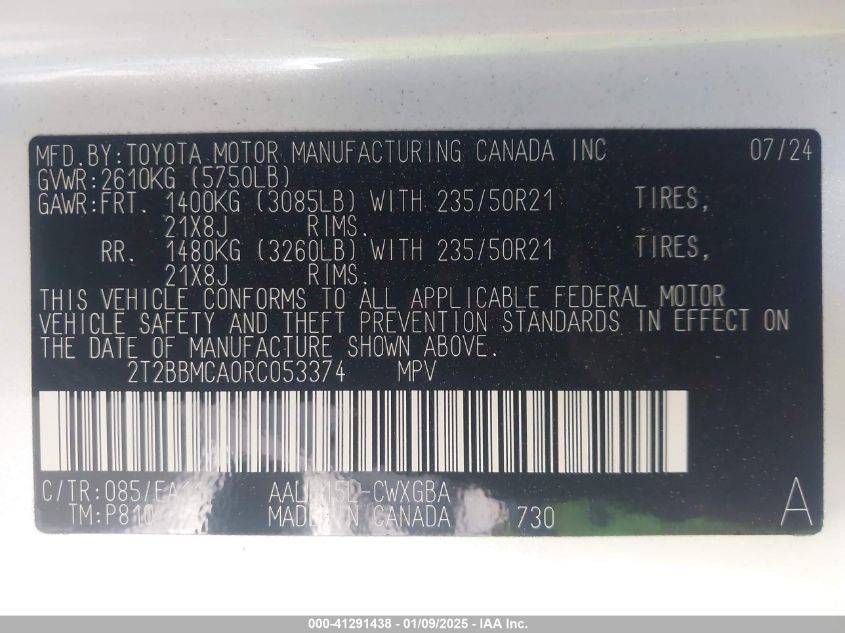 MFD.BY:TOYOTA MOTOR MANUFACTURING CANADA INC 07/24
GVWR:2610KG (5750LB)
GAWR:FRT. 1400KG (3085LB) WITH 235/50R21 TIRES,
21X8J RIMS.
RR. 1480KG (3260LB) WITH 235/50R21 TIRES,
21X8J RIMS.
THIS VEHICLE CONFORMS TO ALL APPLICABLE FEDERAL MOTOR
VEHICLE SAFETY AND THEFT PREVENTION STANDARDS IN EFFECT ON
THE DATE OF MANUFACTURE SHOWN ABOVE.
2T2BBMCA0RC053374 MPV
C/TR:085/
MADE IN CANADA 730 A
000-41291438 - 01/09/2025 - IAA Inc.